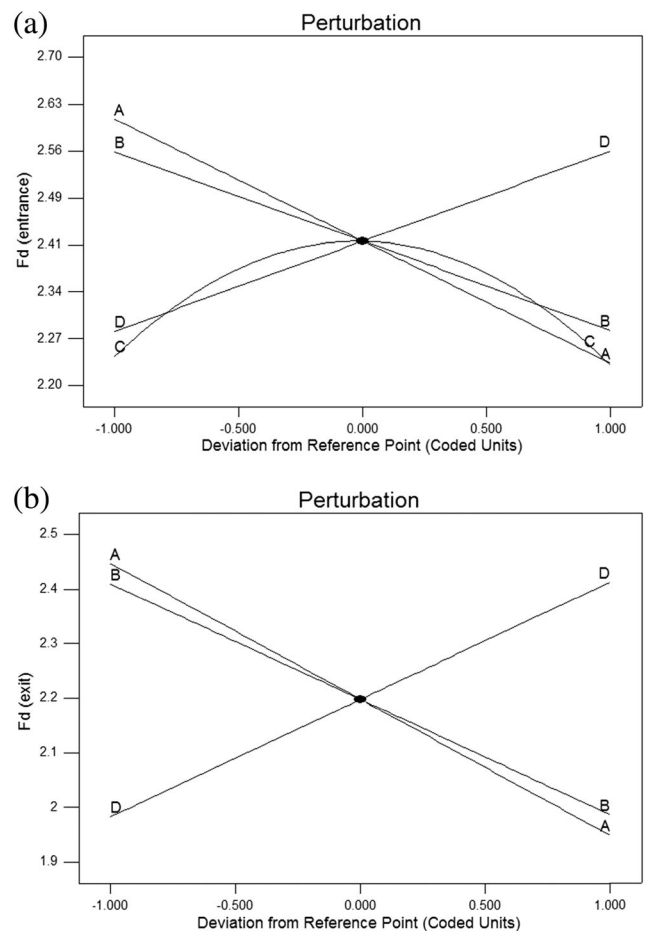 (a)
Perturbation
2.70
2.63
2.56
2.49
2.41
2.34
2.27
2.20
Fd (entrance)
A
B
D
D
C
B
C
A
-1.000
-0.500
0.000
0.500
1.000
Deviation from Reference Point (Coded Units)
(b)
Perturbation
2.5
2.4
2.3
2.2
2.1
2
1.9
Fd (exit)
A
B
D
D
B
A
-1.000
-0.500
0.000
0.500
1.000
Deviation from Reference Point (Coded Units)